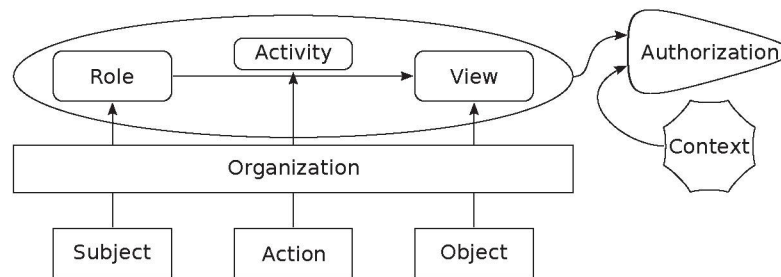 Activity
Role
View
Authorization
Context
Organization
Subject
Action
Object